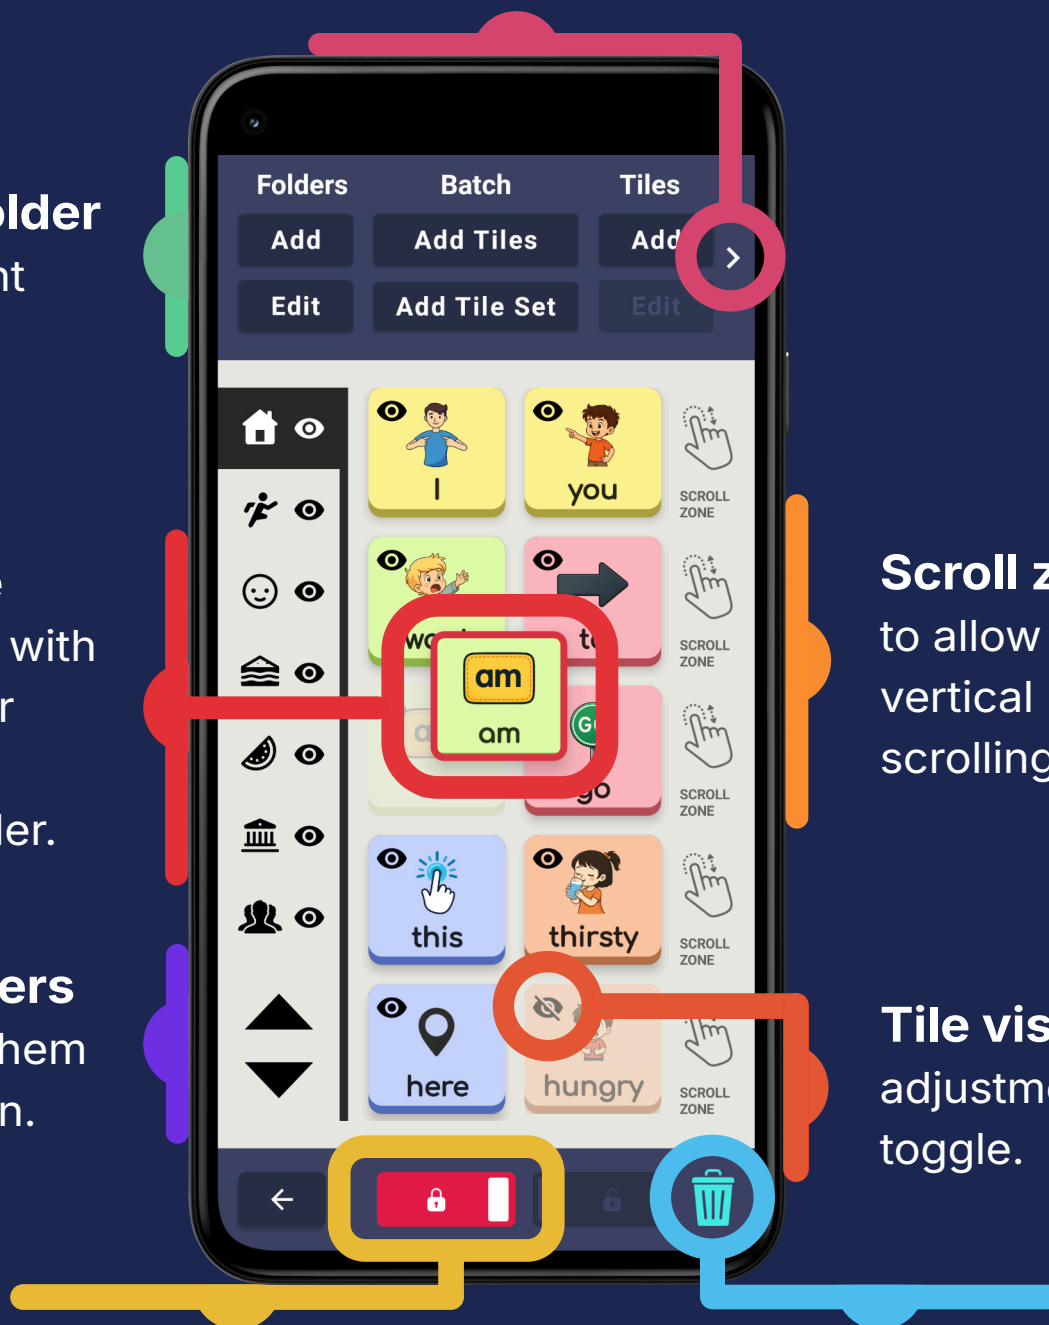 older
nt
e
with
r
ler.
ers
hem
n.
Folders Batch Tiles
Add Add Tiles Add
Edit Add Tile Set Edit
I you
SCROLL
ZONE
SCROLL
ZONE
am
am
go
SCROLL
ZONE
this thirsty
SCROLL
ZONE
here hungry
SCROLL
ZONE
Scroll z
to allow
vertical
scrolling
Tile vis
adjustme
toggle.